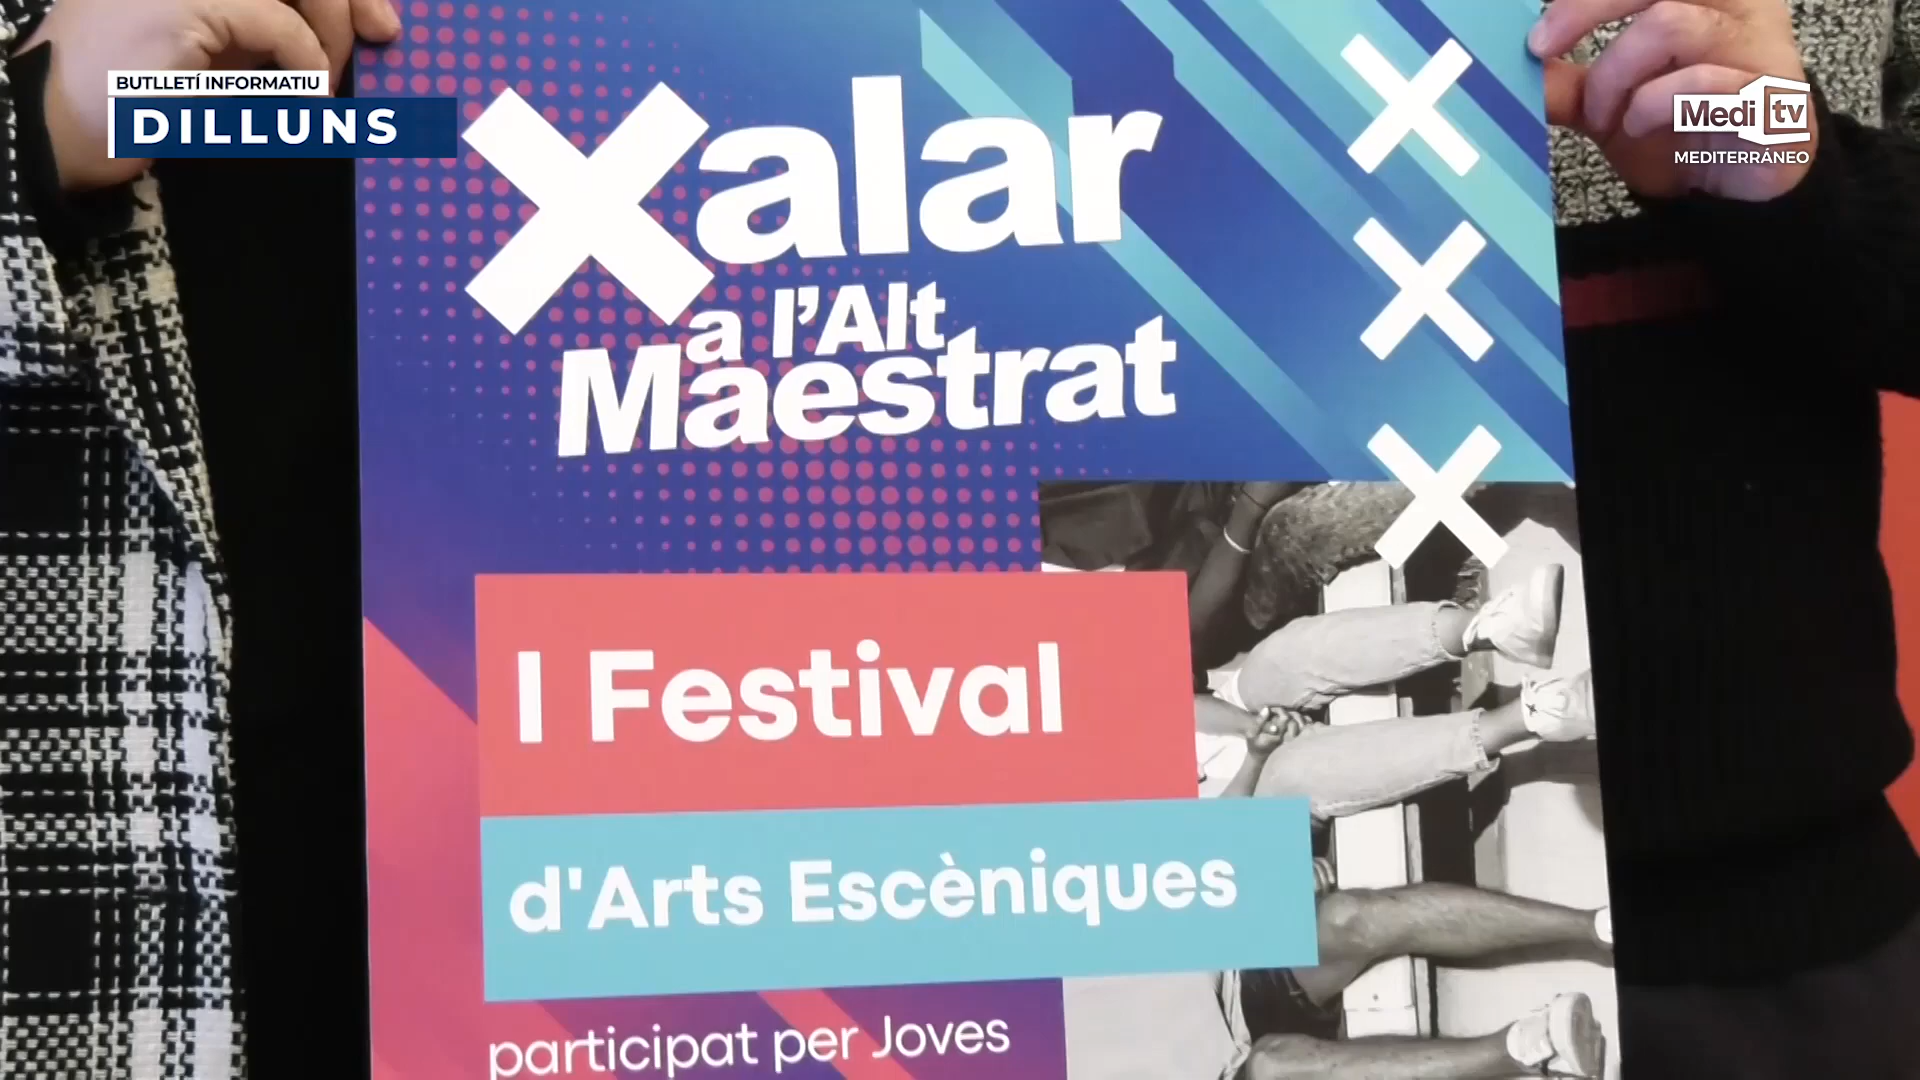 BUTLLETÍ INFORMATIU
DILLUNS
Medi tv
MEDITERRÁNEO
Xalar
a l'Alt
Maestrat
I Festival
d'Arts Escèniques
participat per Joves